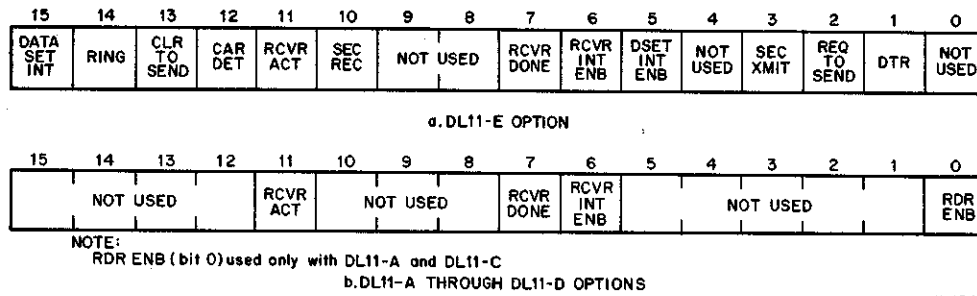 15 14 13 12 11 10 9 8 7 6 5 4 3 2 1 0
DATA SET INT RING CLR TO SEND CAR DET RCVR ACT SEC REC NOT USED RCVR DONE RCVR INT ENB DSET INT ENB NOT USED SEC XMIT REQ TO SEND DTR NOT USED
a. DL11-E OPTION
15 14 13 12 11 10 9 8 7 6 5 4 3 2 1 0
NOT USED RCVR ACT NOT USED RCVR DONE RCVR INT ENB NOT USED RDR ENB
NOTE:
RDR ENB (bit 0) used only with DL11-A and DL11-C
b. DL11-A THROUGH DL11-D OPTIONS